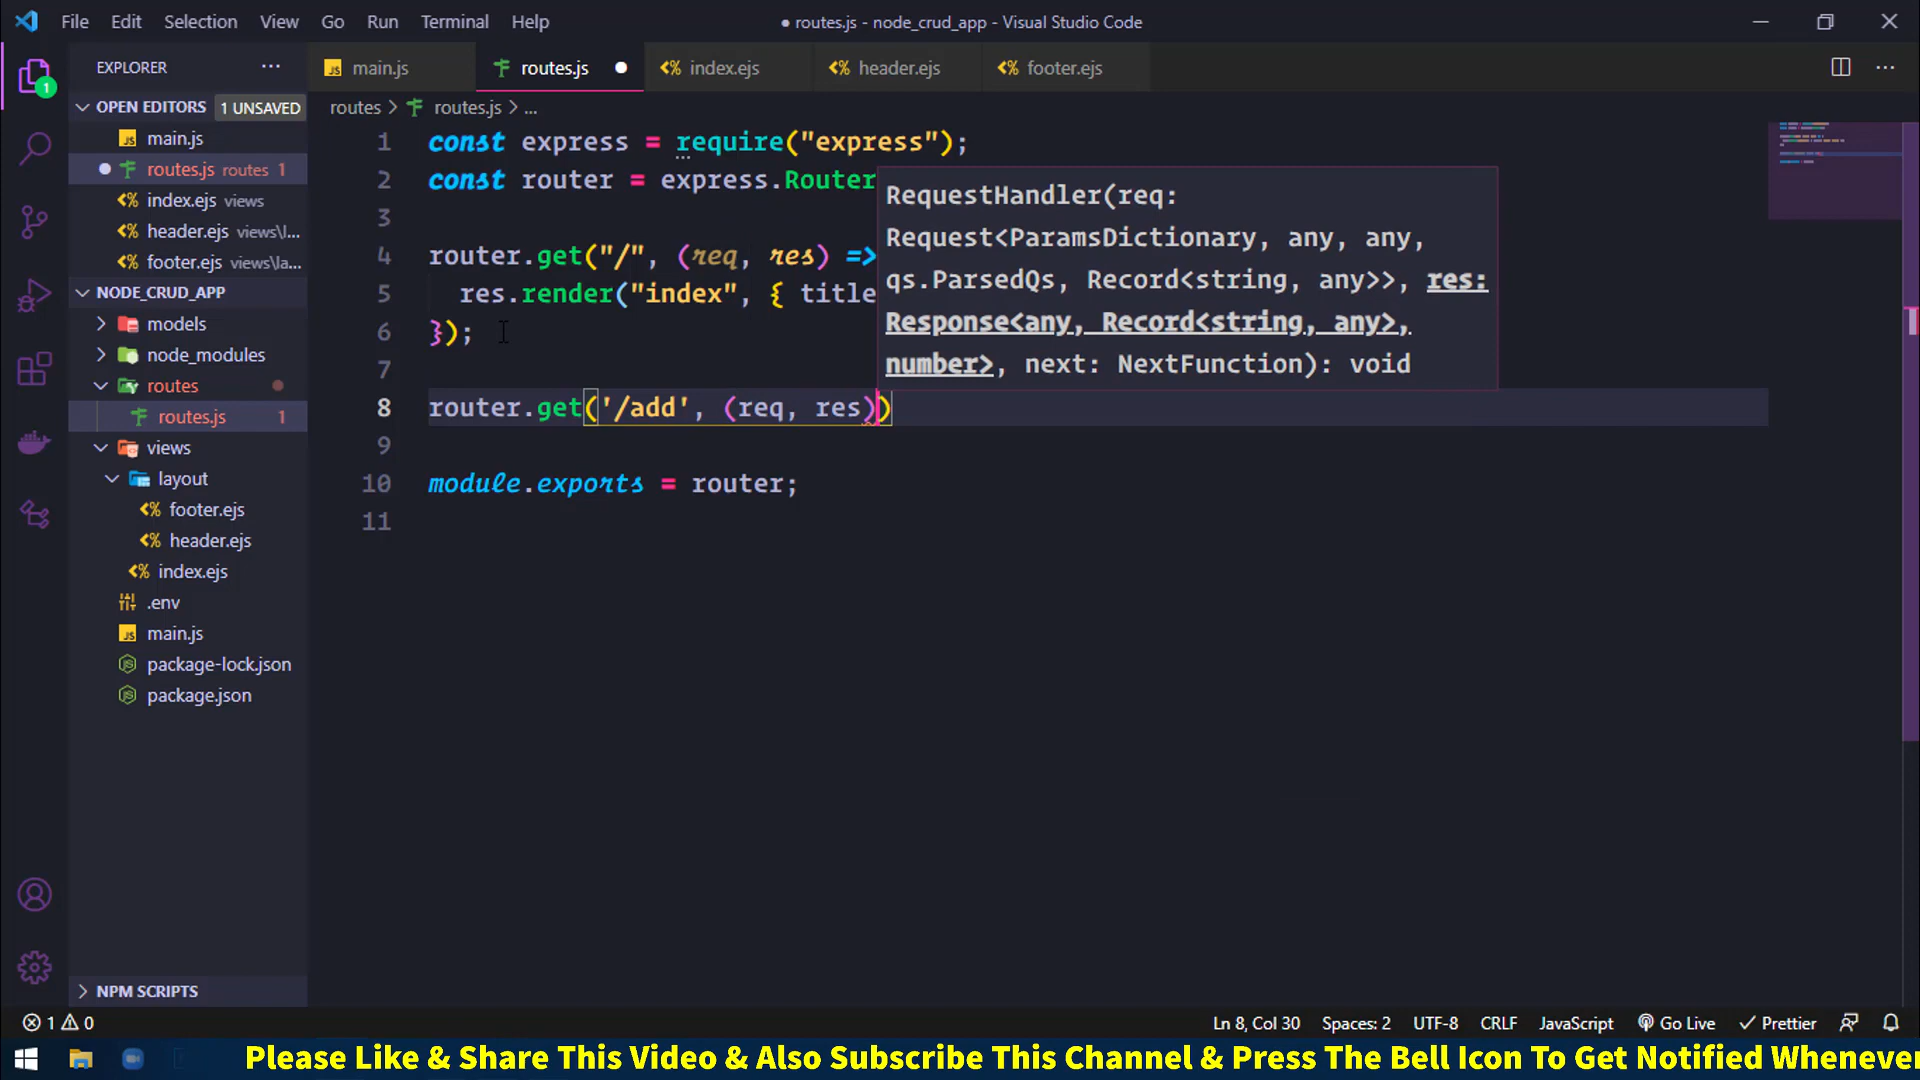 File Edit Selection View Go Run Terminal Help
● routes.js - node_crud_app - Visual Studio Code
EXPLORER
main.js
routes.js
index.ejs
header.ejs
footer.ejs
OPEN EDITORS 1 UNSAVED
main.js
routes.js routes 1
index.ejs views
header.ejs views\l...
footer.ejs views\la...
NODE_CRUD_APP
models
node_modules
routes
routes.js 1
views
layout
footer.ejs
header.ejs
index.ejs
.env
main.js
package-lock.json
package.json
NPM SCRIPTS
1
routes > routes.js > ...
1 const express = require("express");
2 const router = express.Router
3
4 router.get("/", (req, res) =>
5 res.render("index", { title
6 });
7
8 router.get('/add', (req, res))
9
10 module.exports = router;
11
RequestHandler(req:
Request<ParamsDictionary, any, any,
qs.ParsedQs, Record<string, any>>, res:
Response<any, Record<string, any>,
number>, next: NextFunction): void
1 0
Ln 8, Col 30 Spaces: 2 UTF-8 CRLF JavaScript Go Live Prettier
Please Like & Share This Video & Also Subscribe This Channel & Press The Bell Icon To Get Notified Whenever